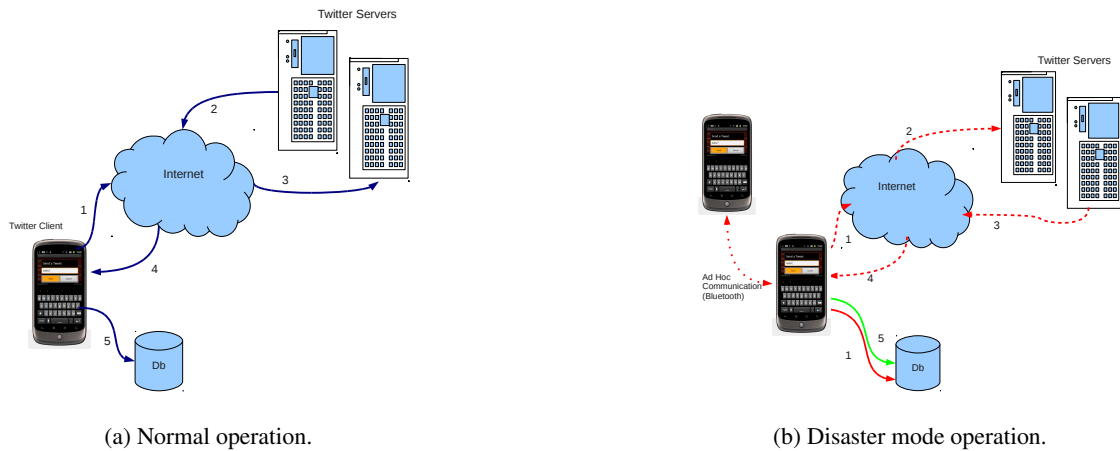 Twitter Servers
2
Internet
3
1
Twitter Client
4
5
Db
(a) Normal operation.
Twitter Servers
2
Internet
1
3
4
Ad Hoc
Communication
(Bluetooth)
5
1
Db
(b) Disaster mode operation.